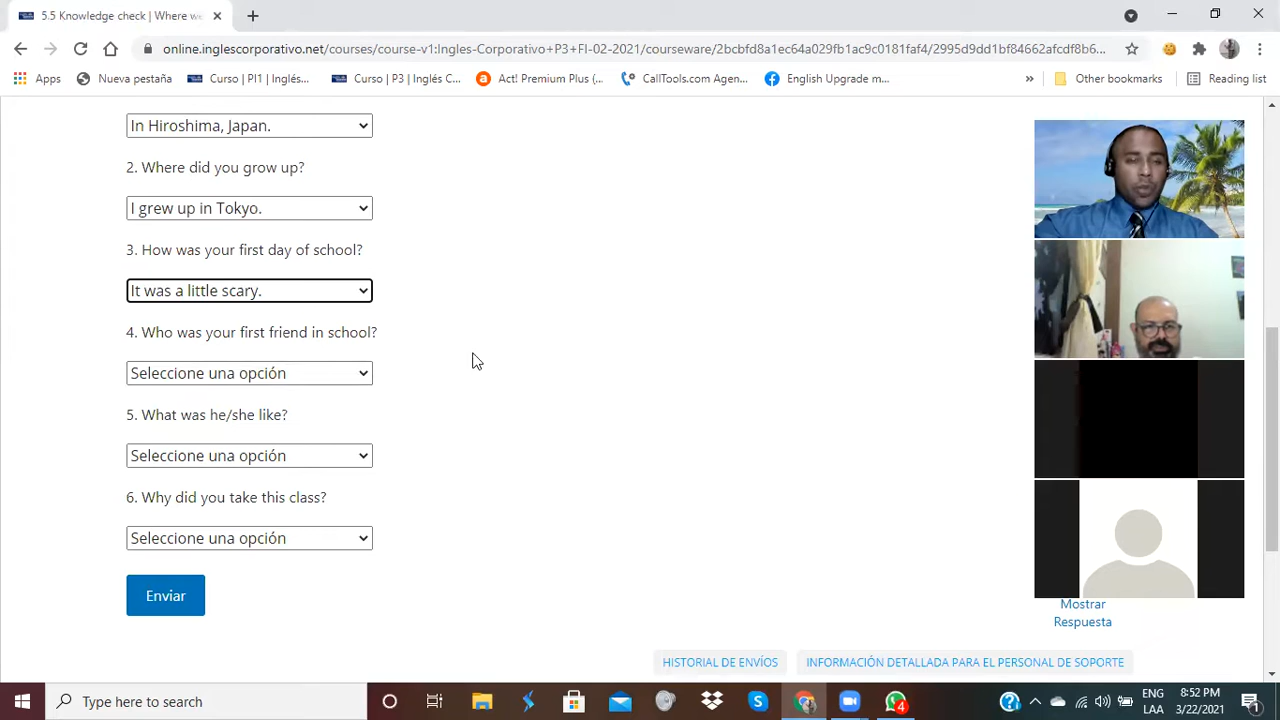 5.5 Knowledge check | Where we
online.inglescorporativo.net/courses/course-v1:Ingles-Corporativo+P3+FI-02-2021/courseware/2bcbfd8a1ec64a029fb1ac9c0181faf4/2995d9dd1bf84662afcdf8b6...
Apps
Nueva pestaña
Curso | PI1 | Inglés...
Curso | P3 | Inglés C...
Act! Premium Plus (...
CallTools.com Agen...
English Upgrade m...
»
Other bookmarks
Reading list
In Hiroshima, Japan.
2. Where did you grow up?
I grew up in Tokyo.
3. How was your first day of school?
It was a little scary.
4. Who was your first friend in school?
Seleccione una opción
5. What was he/she like?
Seleccione una opción
6. Why did you take this class?
Seleccione una opción
Enviar
Mostrar
Respuesta
HISTORIAL DE ENVÍOS
INFORMACIÓN DETALLADA PARA EL PERSONAL DE SOPORTE
Type here to search
4
ENG
LAA
8:52 PM
3/22/2021
1